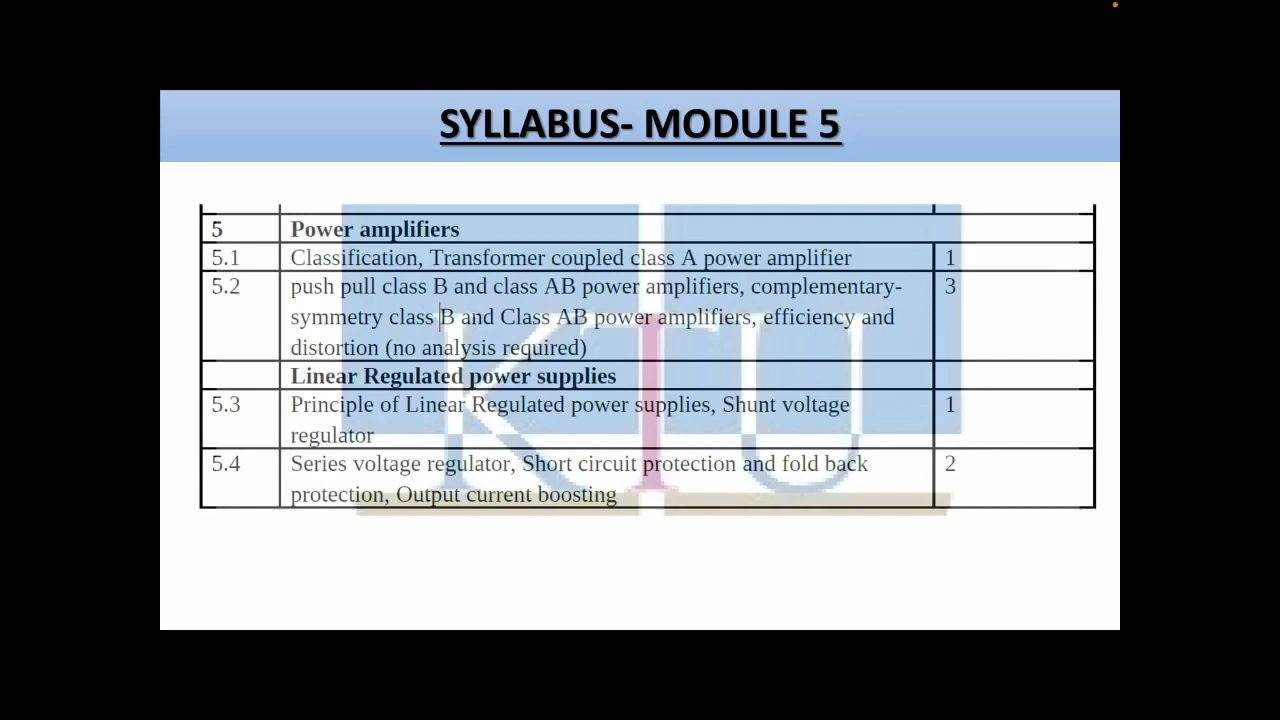 SYLLABUS- MODULE 5
5 Power amplifiers
5.1 Classification, Transformer coupled class A power amplifier 1
5.2 push pull class B and class AB power amplifiers, complementary- 3
symmetry class B and Class AB power amplifiers, efficiency and
distortion (no analysis required)
Linear Regulated power supplies
5.3 Principle of Linear Regulated power supplies, Shunt voltage 1
regulator
5.4 Series voltage regulator, Short circuit protection and fold back 2
protection, Output current boosting
KTU